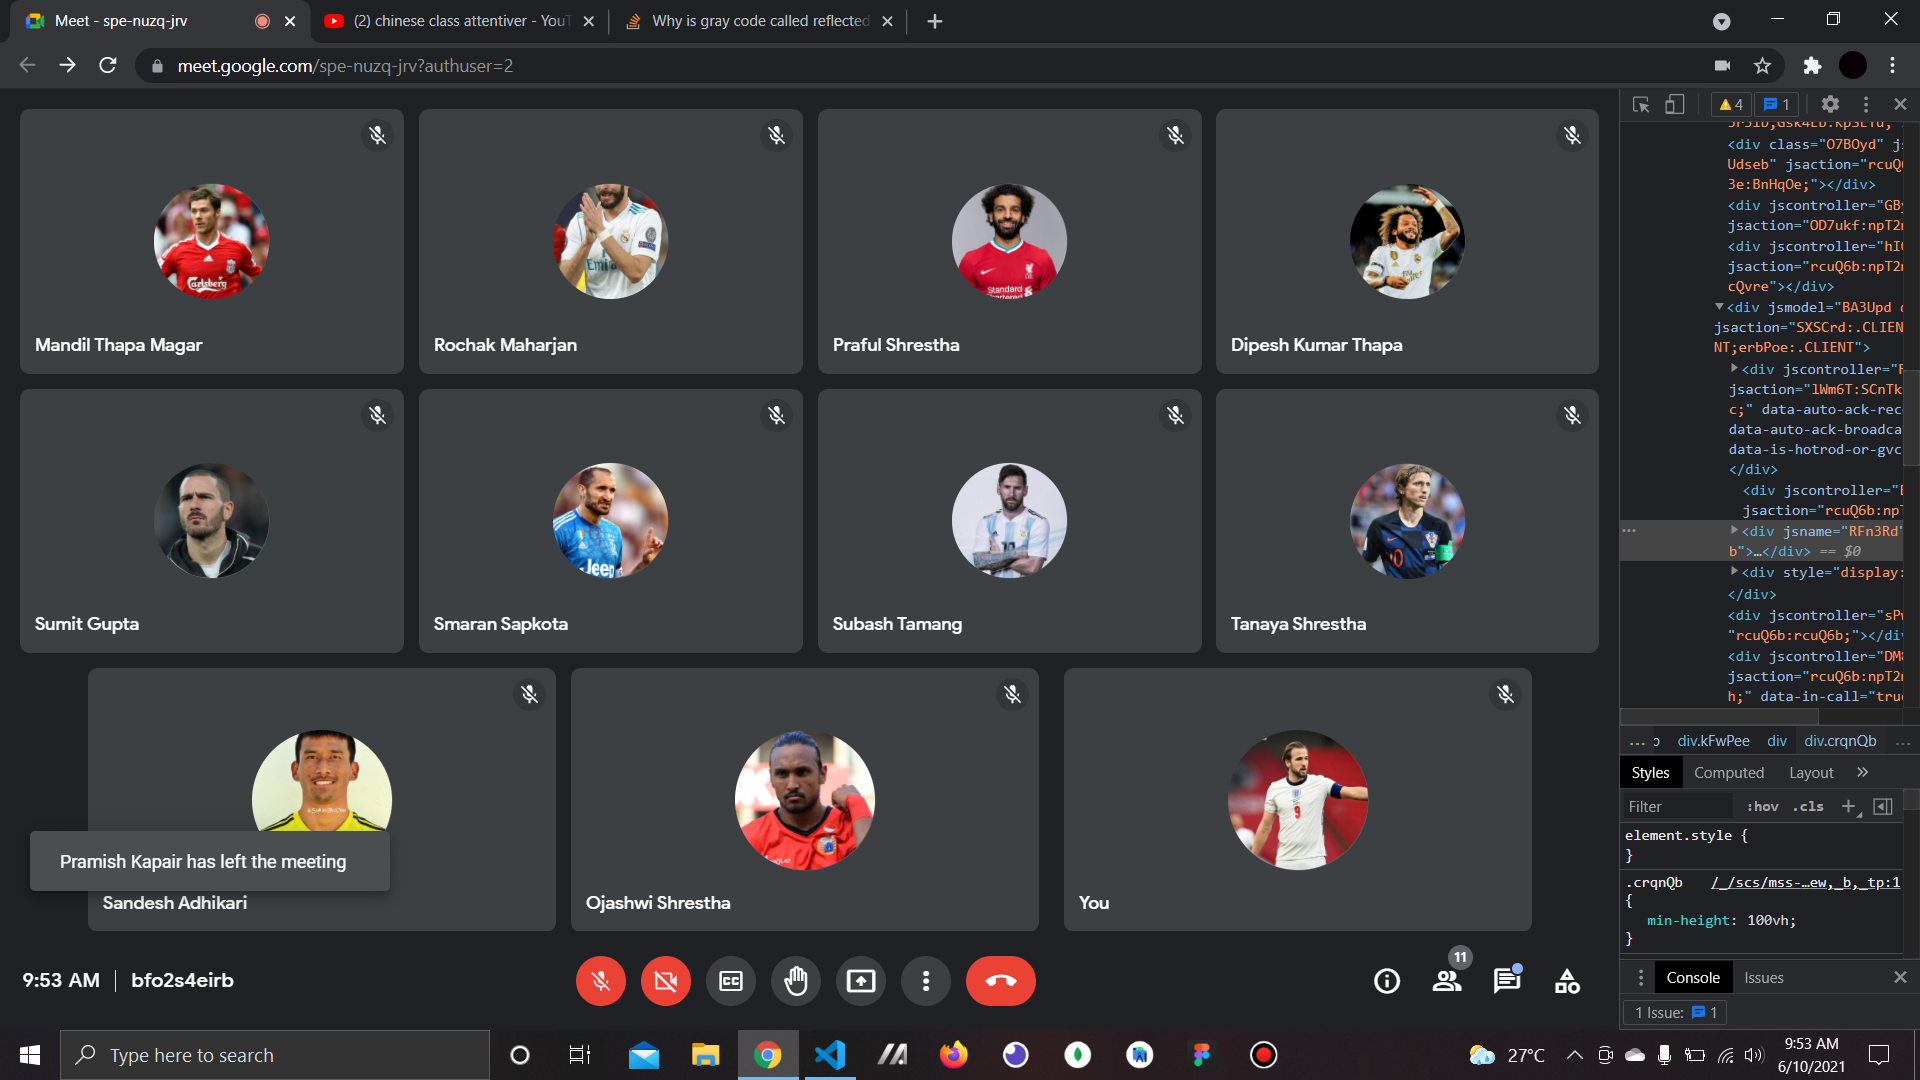 Meet - spe-nuzq-jrv
(2) chinese class attentiver - YouT
Why is gray code called reflected
meet.google.com/spe-nuzq-jrv?authuser=2
Mandil Thapa Magar
Rochak Maharjan
Praful Shrestha
Dipesh Kumar Thapa
Sumit Gupta
Smaran Sapkota
Subash Tamang
Tanaya Shrestha
Pramish Kapair has left the meeting
Sandesh Adhikari
Ojashwi Shrestha
You
9:53 AM
bfo2s4eirb
11
4
1
<div class="O7BOyd" js
Udseb" jsaction="rcuQ
3e:BnHqOe;"></div>
<div jscontroller="GBy
jsaction="OD7ukf:npT2
<div jscontroller="hI
jsaction="rcuQ6b:npT2
cQvre"></div>
<div jsmodel="BA3Upd
jsaction="SXSCrd:.CLIEN
NT;erbPoe:.CLIENT">
<div jscontroller="
jsaction="lWm6T:SCnTk
c;" data-auto-ack-rec
data-auto-ack-broadca
data-is-hotrod-or-gvc
</div>
<div jscontroller="
jsaction="rcuQ6b:np
<div jsname="RFn3Rd"
b">…</div> == $0
<div style="display:
</div>
<div jscontroller="sP
"rcuQ6b:rcuQ6b;"></di
<div jscontroller="DM
jsaction="rcuQ6b:npT2
h;" data-in-call="tru
... div.kFwPee div div.crqnQb ...
Styles Computed Layout
Filter :hov .cls +
element.style {
}
.crqnQb /_/scs/mss-…ew,_b,_tp:1
{
min-height: 100vh;
}
Console Issues
1 Issue: 1
Type here to search
27°C
9:53 AM
6/10/2021
Carlsberg
Standard
Chartered
Jeep
10
9